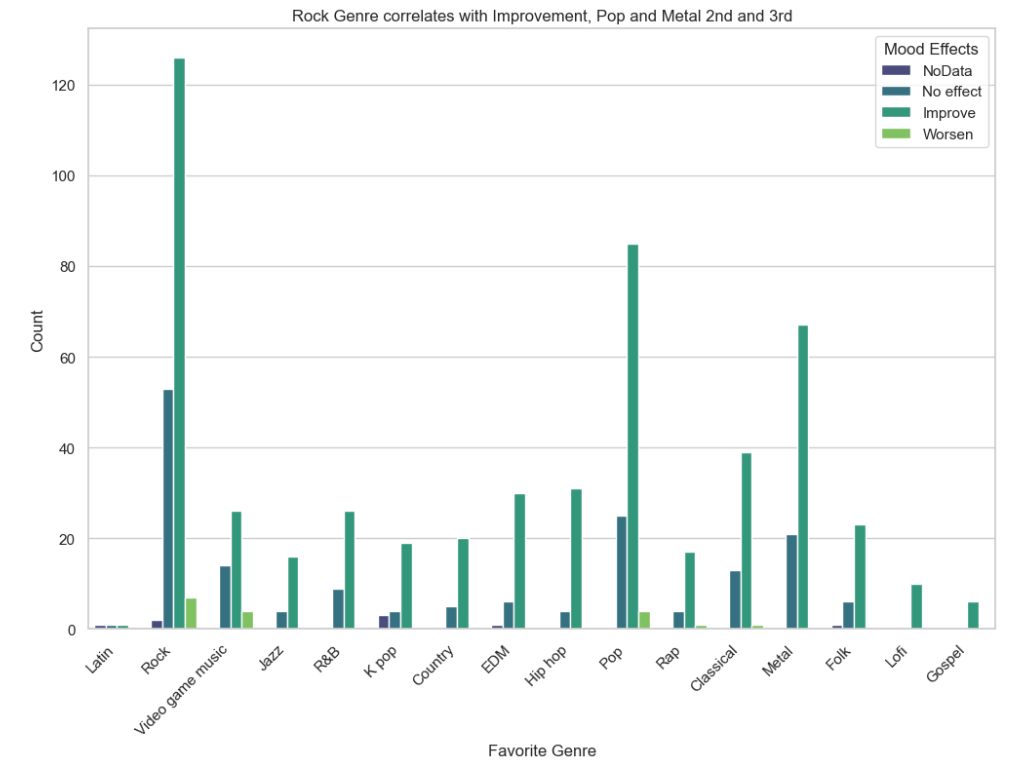 Rock Genre correlates with Improvement, Pop and Metal 2nd and 3rd
Mood Effects
NoData
No effect
Improve
Worsen
120
100
80
60
40
20
0
Count
Latin
Rock
Video game music
Jazz
R&B
K pop
Country
EDM
Hip hop
Pop
Rap
Classical
Metal
Folk
Lofi
Gospel
Favorite Genre